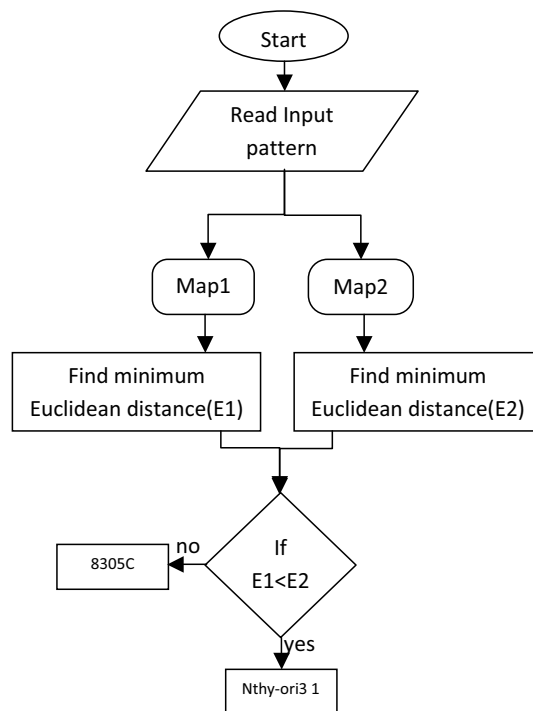 Start
Read Input
pattern
Map1
Map2
Find minimum
Euclidean distance(E1)
Find minimum
Euclidean distance(E2)
If
E1<E2
no
8305C
yes
Nthy-ori3 1